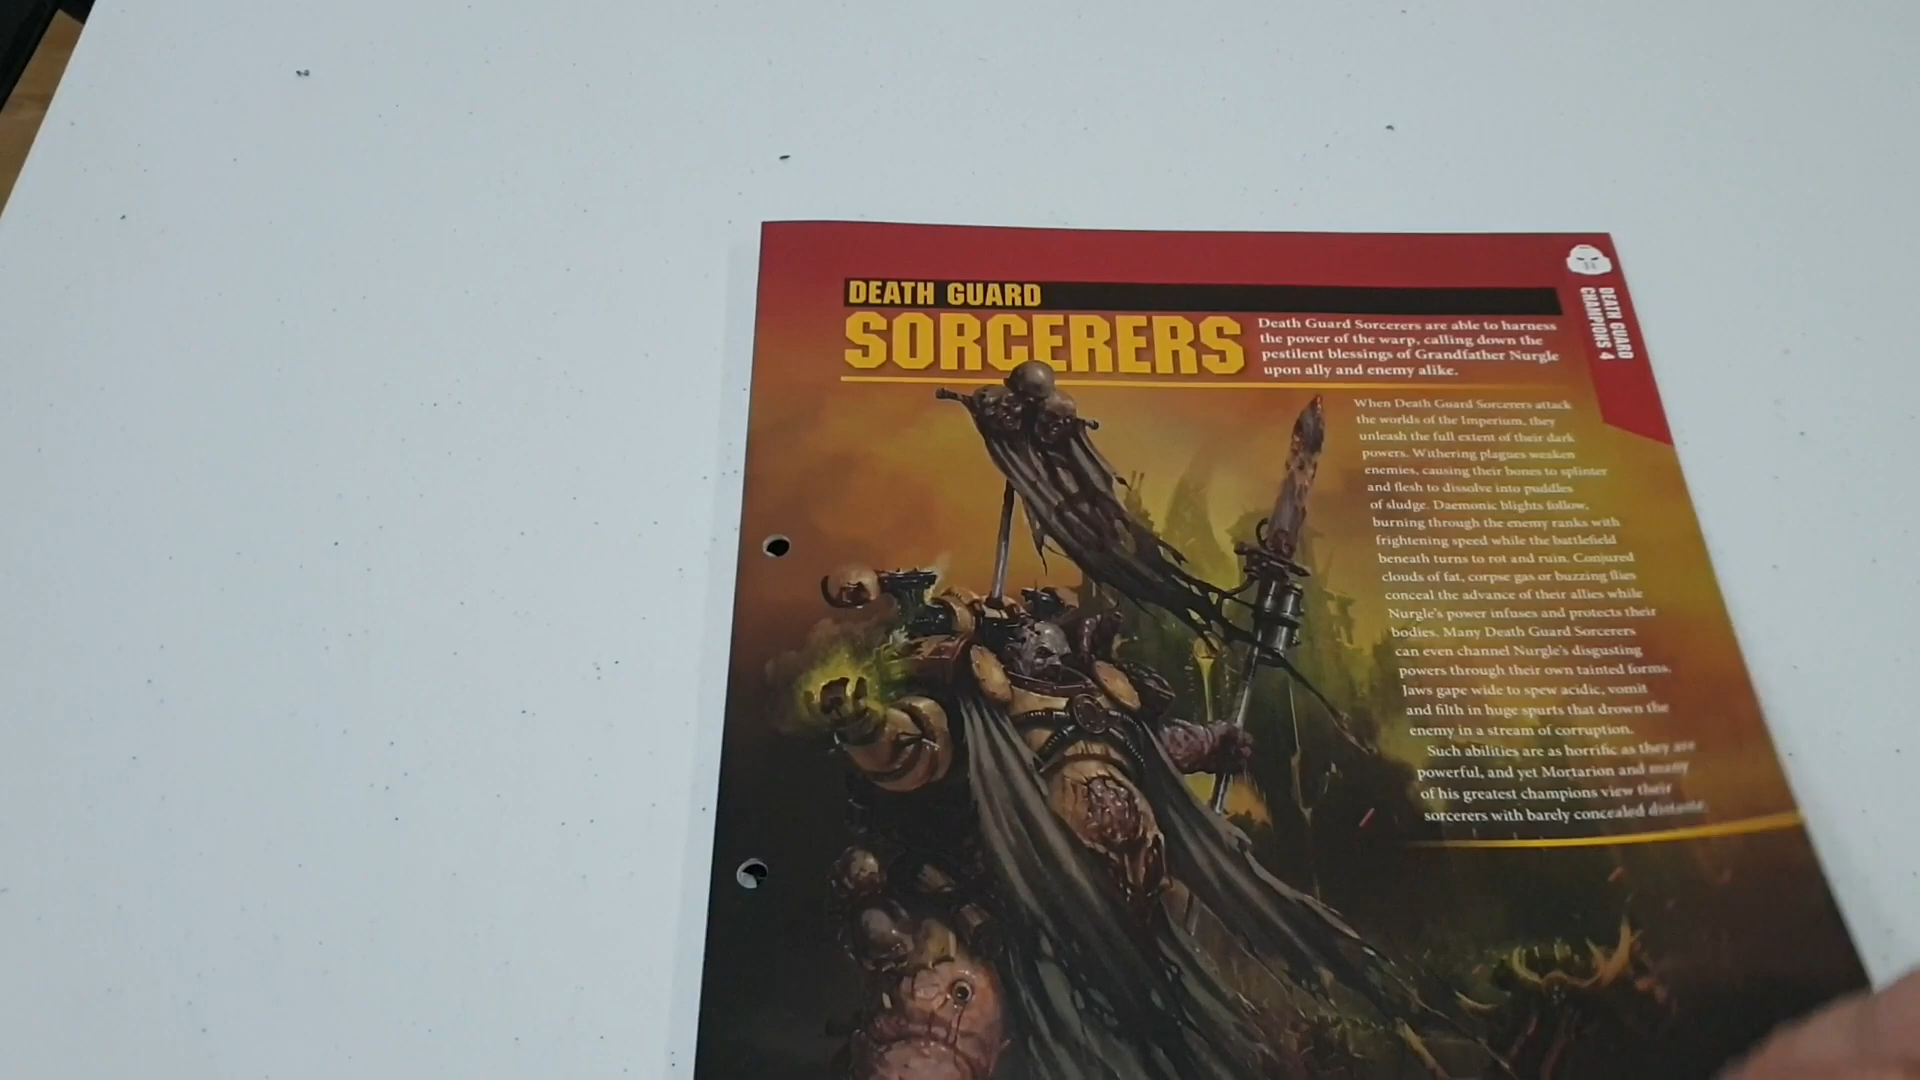 DEATH GUARD
SORCERERS
Death Guard Sorcerers are able to harness
the power of the warp, calling down the
pestilent blessings of Grandfather Nurgle
upon ally and enemy alike.
DEATH GUARD
CHAMPIONS 4
When Death Guard Sorcerers attack
the worlds of the Imperium, they
unleash the full extent of their dark
powers. Withering plagues weaken
enemies, causing their bones to splinter
and flesh to dissolve into puddles
of sludge. Daemonic blights follow,
burning through the enemy ranks with
frightening speed while the battlefield
beneath turns to rot and ruin. Conjured
clouds of fat, corpse gas or buzzing flies
conceal the advance of their allies while
Nurgle's power infuses and protects their
bodies. Many Death Guard Sorcerers
can even channel Nurgle's disgusting
powers through their own tainted forms.
Jaws gape wide to spew acidic, vomit
and filth in huge spurts that drown the
enemy in a stream of corruption.
Such abilities are as horrific as they are
powerful, and yet Mortarion and many
of his greatest champions view their
sorcerers with barely concealed distaste.